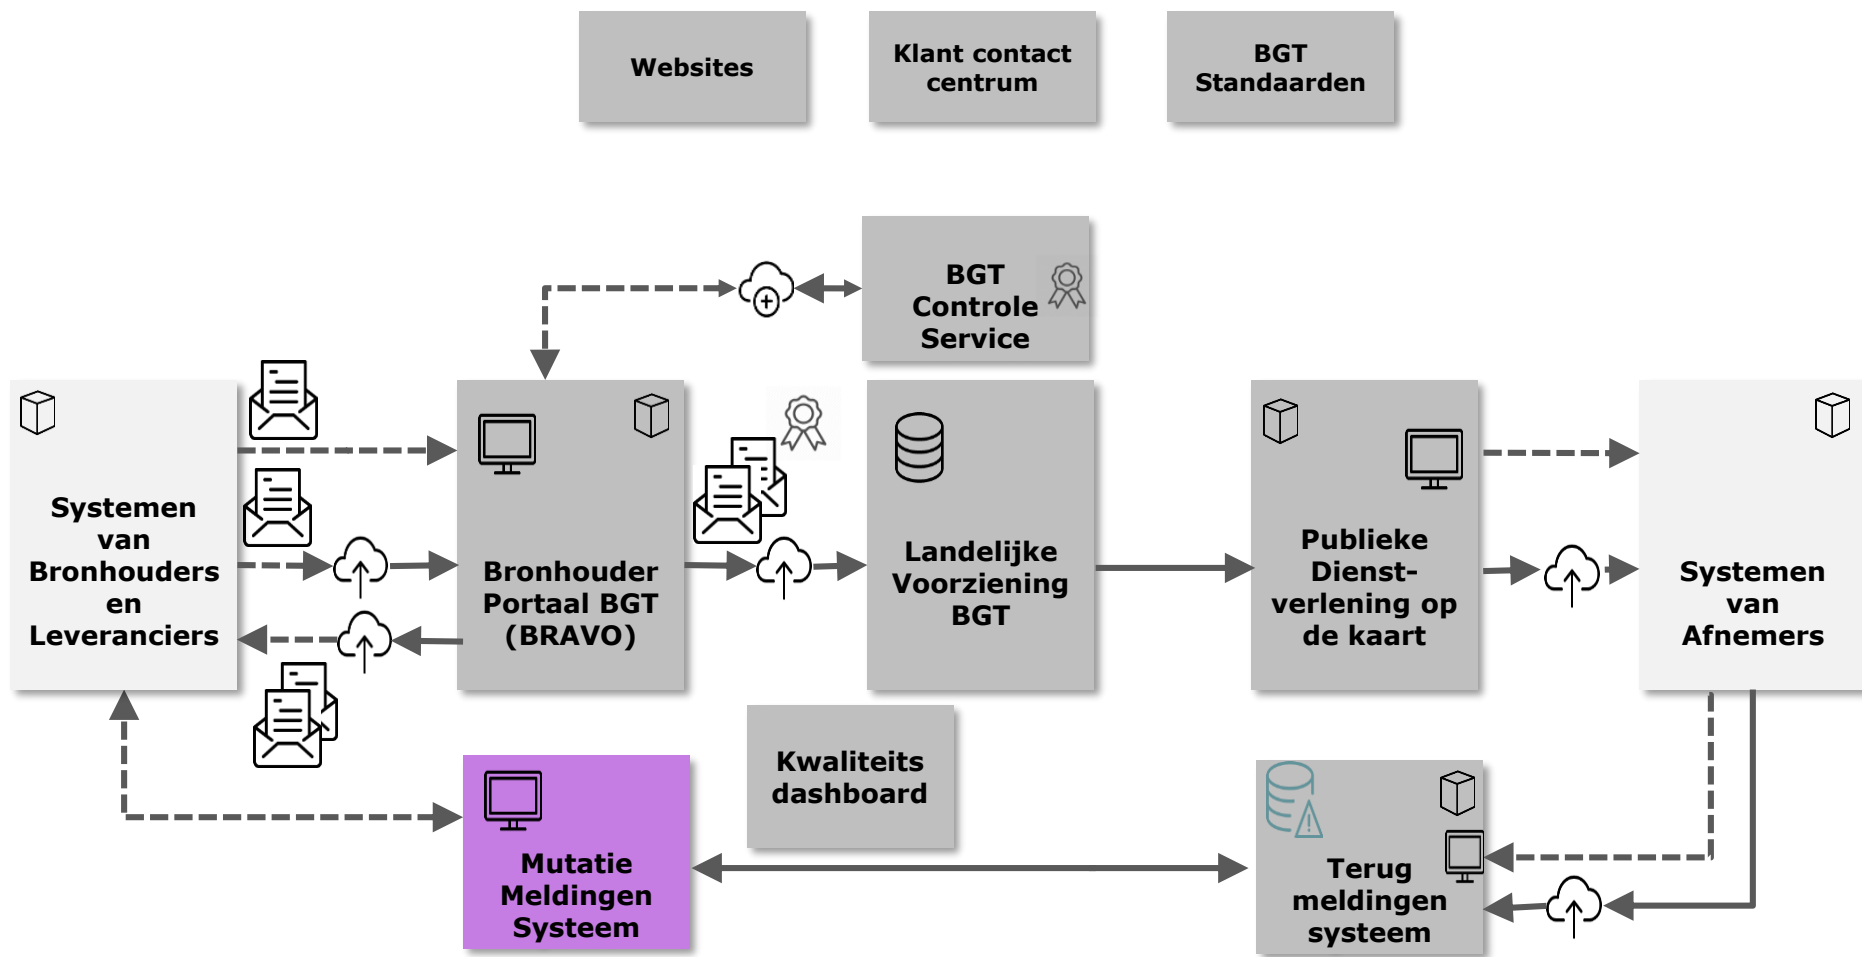 Websites
Klant contact
centrum
BGT
Standaarden
BGT
Controle
Service
Systemen
van
Bronhouders
en
Leveranciers
Bronhouder
Portaal BGT
(BRAVO)
Landelijke
Voorziening
BGT
Publieke
Dienst-
verlening op
de kaart
Systemen
van
Afnemers
Kwaliteits
dashboard
Mutatie
Meldingen
Systeem
Terug
meldingen
systeem